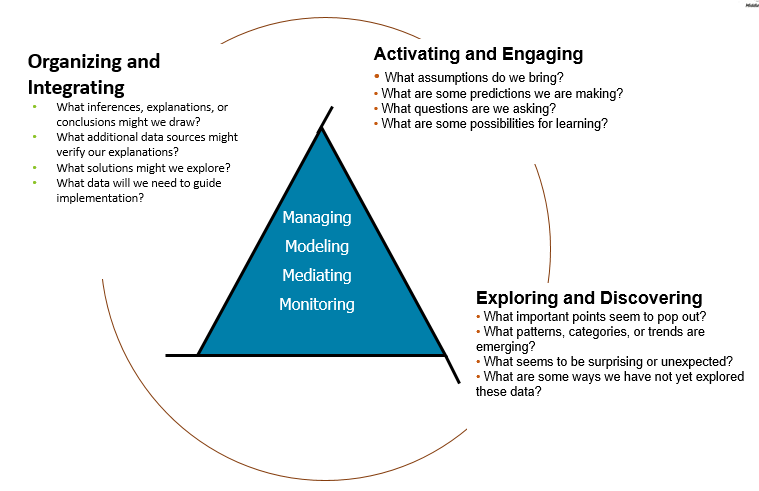 Organizing and
Integrating
• What inferences, explanations, or
conclusions might we draw?
• What additional data sources might
verify our explanations?
• What solutions might we explore?
• What data will we need to guide
implementation?
Activating and Engaging
• What assumptions do we bring?
• What are some predictions we are making?
• What questions are we asking?
• What are some possibilities for learning?
Managing
Modeling
Mediating
Monitoring
Exploring and Discovering
• What important points seem to pop out?
• What patterns, categories, or trends are
emerging?
• What seems to be surprising or unexpected?
• What are some ways we have not yet explored
these data?